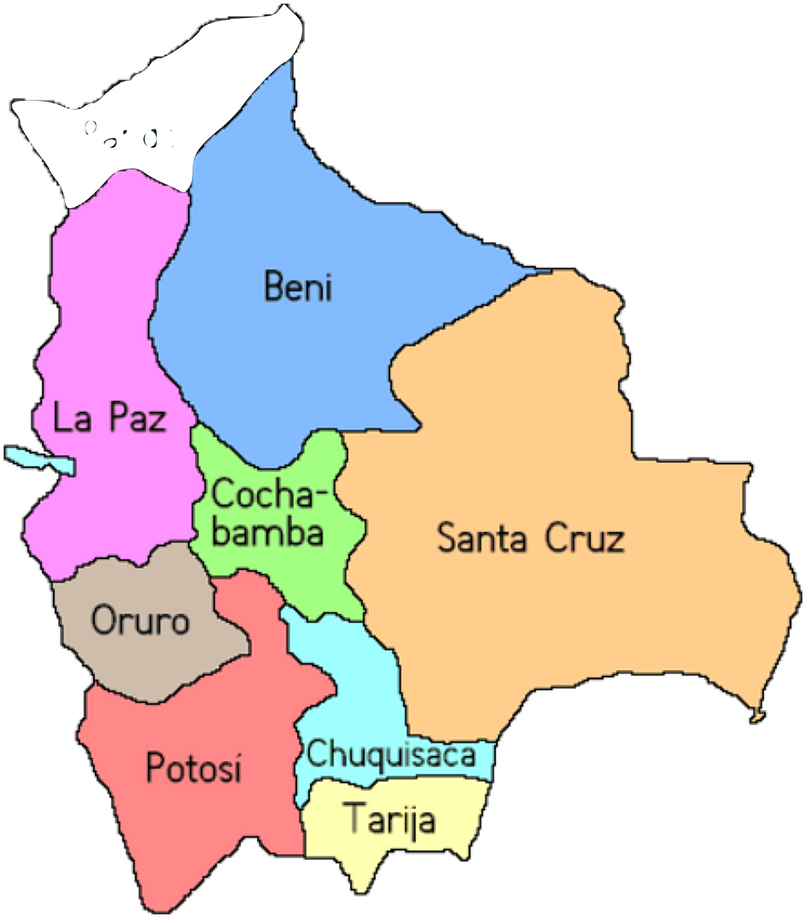 Beni
La Paz
Cocha-
bamba
Santa Cruz
Oruro
Chuquisaca
Potosí
Tarija